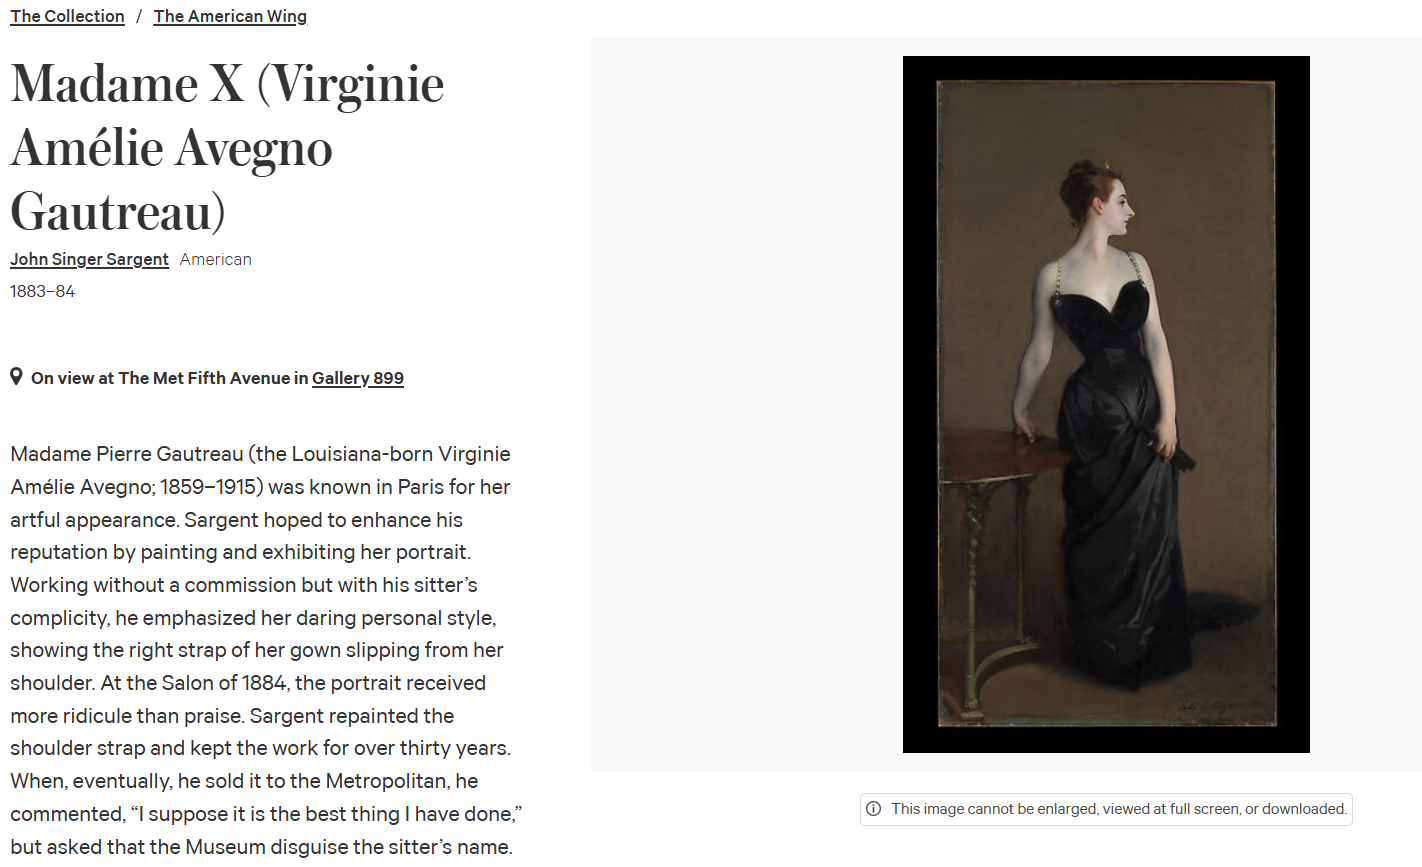 The Collection / The American Wing
Madame X (Virginie
Amélie Avegno
Gautreau)
John Singer Sargent American
1883–84
On view at The Met Fifth Avenue in Gallery 899
Madame Pierre Gautreau (the Louisiana-born Virginie
Amélie Avegno; 1859–1915) was known in Paris for her
artful appearance. Sargent hoped to enhance his
reputation by painting and exhibiting her portrait.
Working without a commission but with his sitter’s
complicity, he emphasized her daring personal style,
showing the right strap of her gown slipping from her
shoulder. At the Salon of 1884, the portrait received
more ridicule than praise. Sargent repainted the
shoulder strap and kept the work for over thirty years.
When, eventually, he sold it to the Metropolitan, he
commented, “I suppose it is the best thing I have done,”
but asked that the Museum disguise the sitter’s name.
This image cannot be enlarged, viewed at full screen, or downloaded.